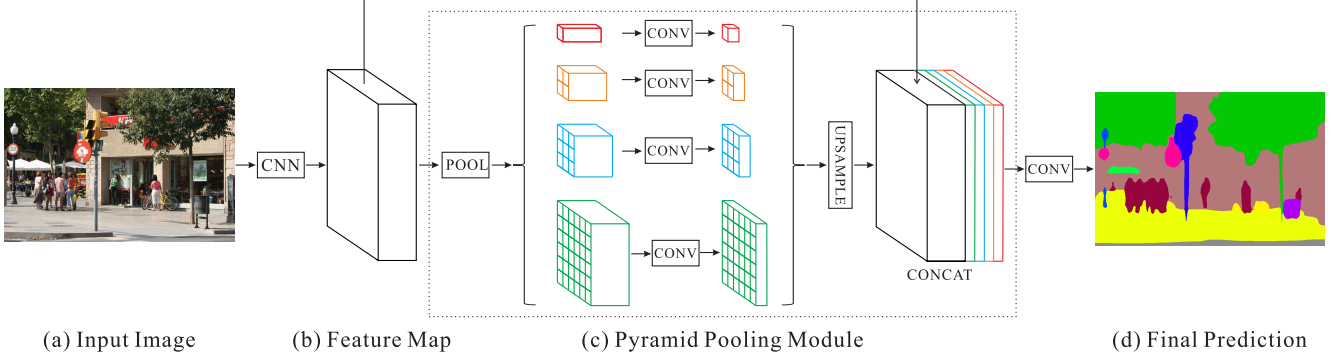 CONV
CONV
CONV
CONV
CNN
POOL
UPSAMPLE
CONCAT
CONV
(a) Input Image
(b) Feature Map
(c) Pyramid Pooling Module
(d) Final Prediction